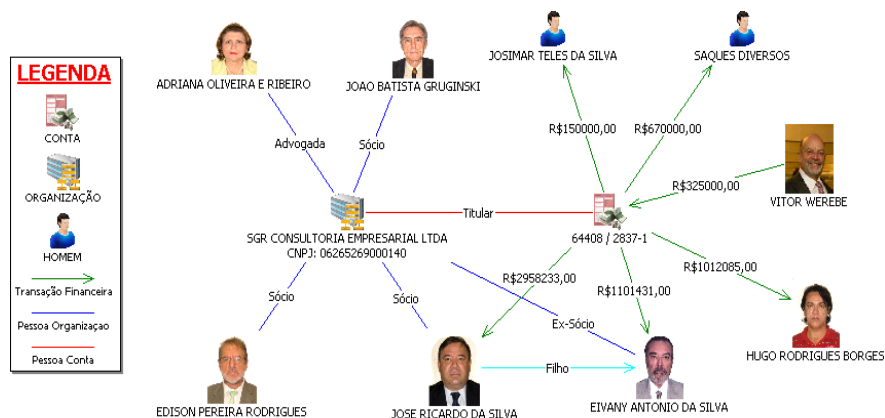 LEGENDA
CONTA
ORGANIZAÇÃO
HOMEM
Transação Financeira
Pessoa Organizaçao
Pessoa Conta
ADRIANA OLIVEIRA E RIBEIRO
JOAO BATISTA GRUGINSKI
JOSIMAR TELES DA SILVA
SAQUES DIVERSOS
R$150000,00
R$670000,00
Advogada
Sócio
R$325000,00
VITOR WEREBE
Titular
SGR CONSULTORIA EMPRESARIAL LTDA
CNPJ: 06265269000140
64408 / 2837-1
R$2958233,00
R$1101431,00
R$1012085,00
Sócio
Sócio
Ex-Sócio
Filho
EDISON PEREIRA RODRIGUES
JOSE RICARDO DA SILVA
EIVANY ANTONIO DA SILVA
HUGO RODRIGUES BORGES